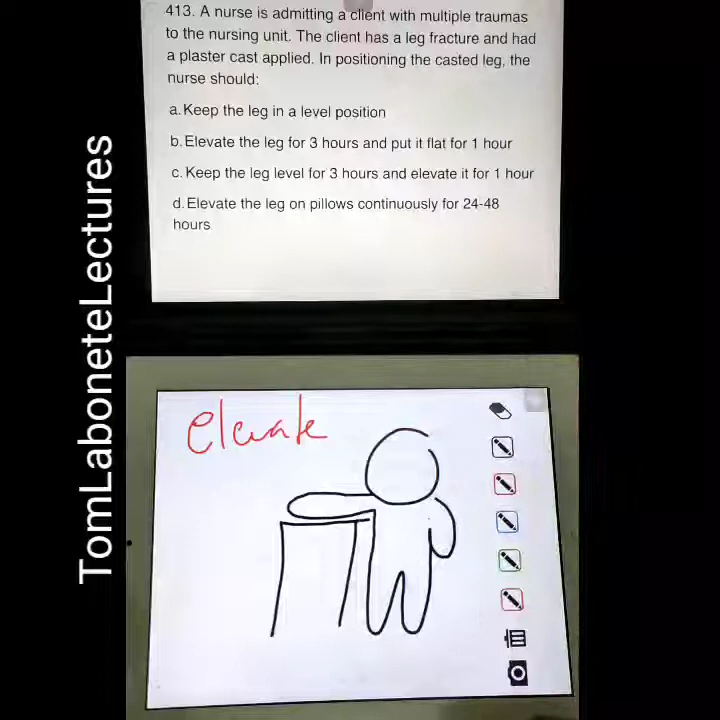 413. A nurse is admitting a client with multiple traumas
to the nursing unit. The client has a leg fracture and had
a plaster cast applied. In positioning the casted leg, the
nurse should:
a. Keep the leg in a level position
b. Elevate the leg for 3 hours and put it flat for 1 hour
c. Keep the leg level for 3 hours and elevate it for 1 hour
d. Elevate the leg on pillows continuously for 24-48
hours
TomLaboneteLectures
elevate